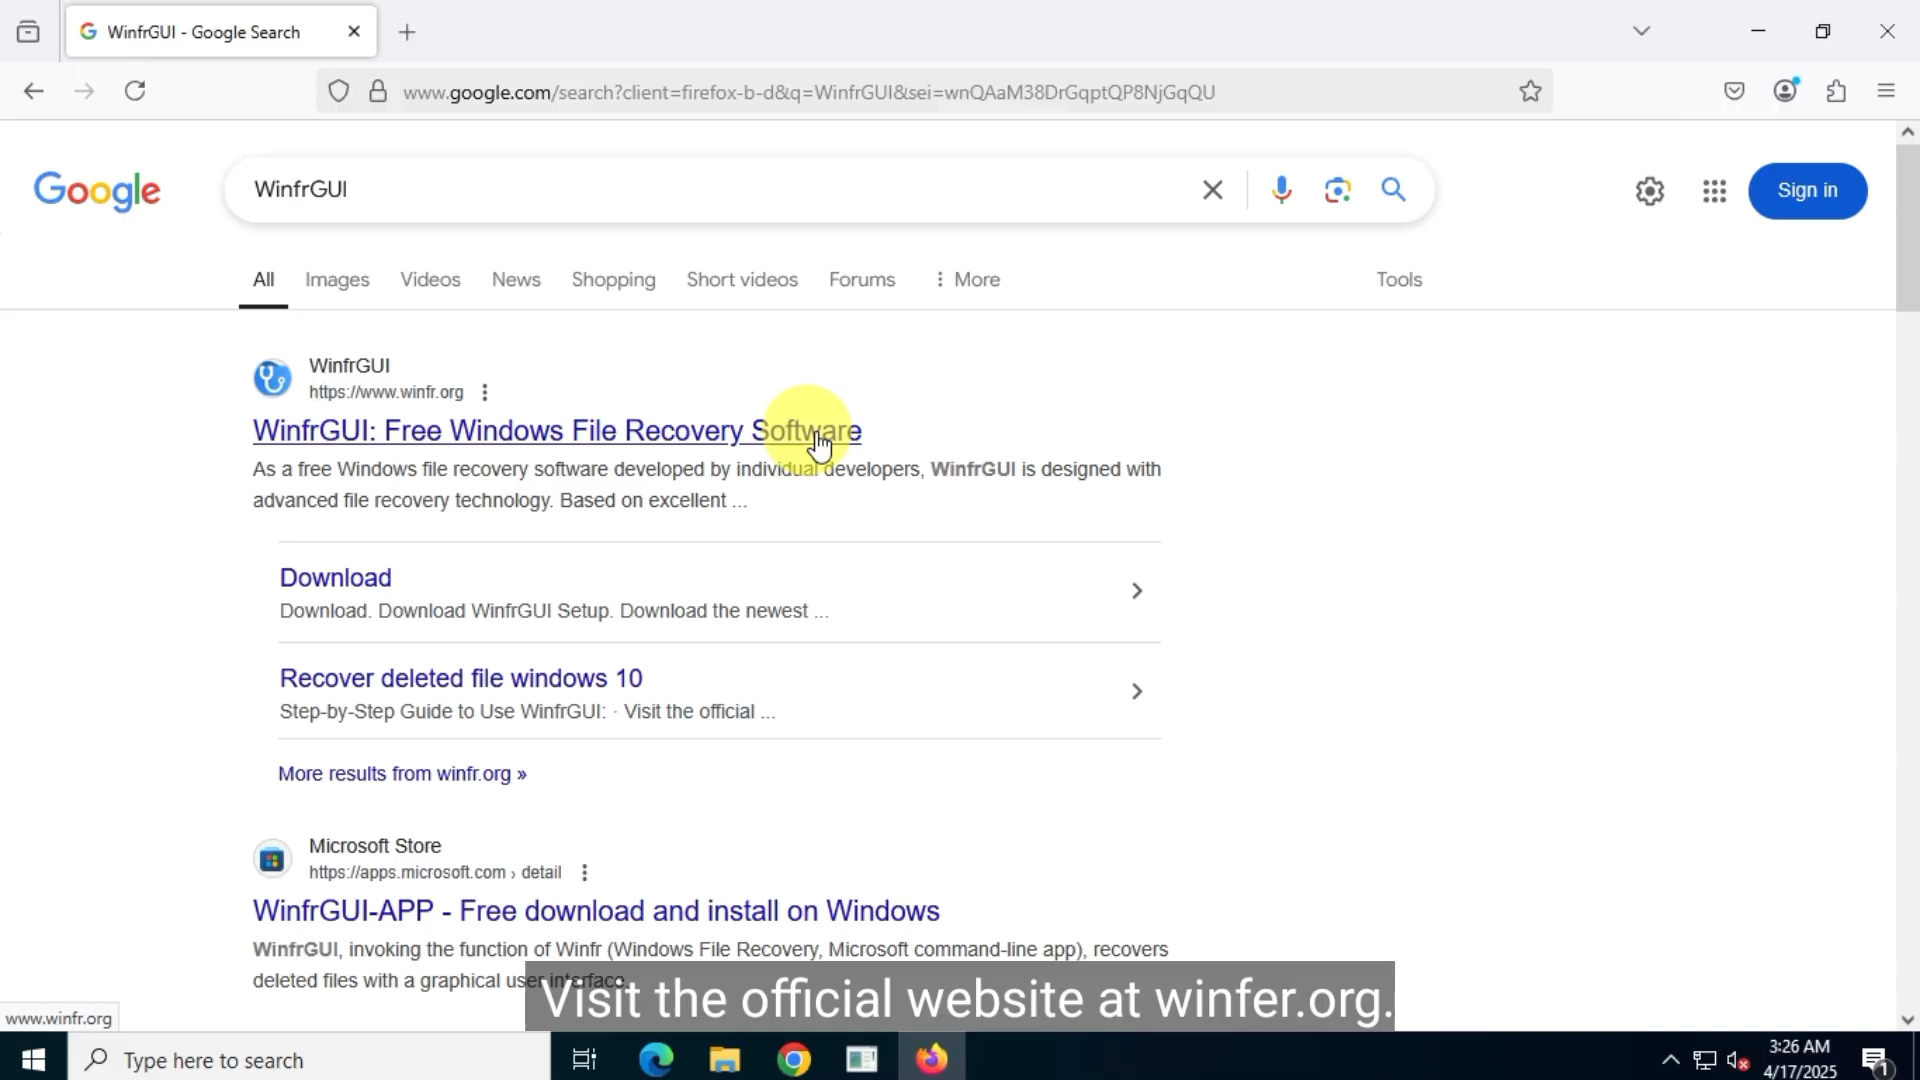 WinfrGUI - Google Search
www.google.com/search?client=firefox-b-d&q=WinfrGUI&sei=wnQAaM38DrGqptQP8NjGqQU
Google
WinfrGUI
Sign in
All
Images
Videos
News
Shopping
Short videos
Forums
More
Tools
WinfrGUI
https://www.winfr.org
WinfrGUI: Free Windows File Recovery Software
As a free Windows file recovery software developed by individual developers, WinfrGUI is designed with
advanced file recovery technology. Based on excellent ...
Download
Download. Download WinfrGUI Setup. Download the newest ...
Recover deleted file windows 10
Step-by-Step Guide to Use WinfrGUI: · Visit the official ...
More results from winfr.org »
Microsoft Store
https://apps.microsoft.com › detail
WinfrGUI-APP - Free download and install on Windows
WinfrGUI, invoking the function of Winfr (Windows File Recovery, Microsoft command-line app), recovers
deleted files with a graphical user interface.
Visit the official website at winfer.org.
www.winfr.org
Type here to search
3:26 AM
4/17/2025
1